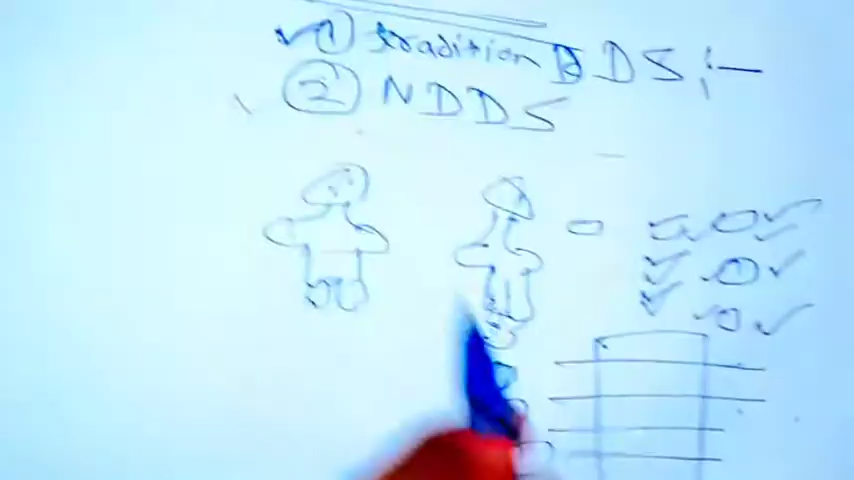 ① tradition DDS :-
② NDDS